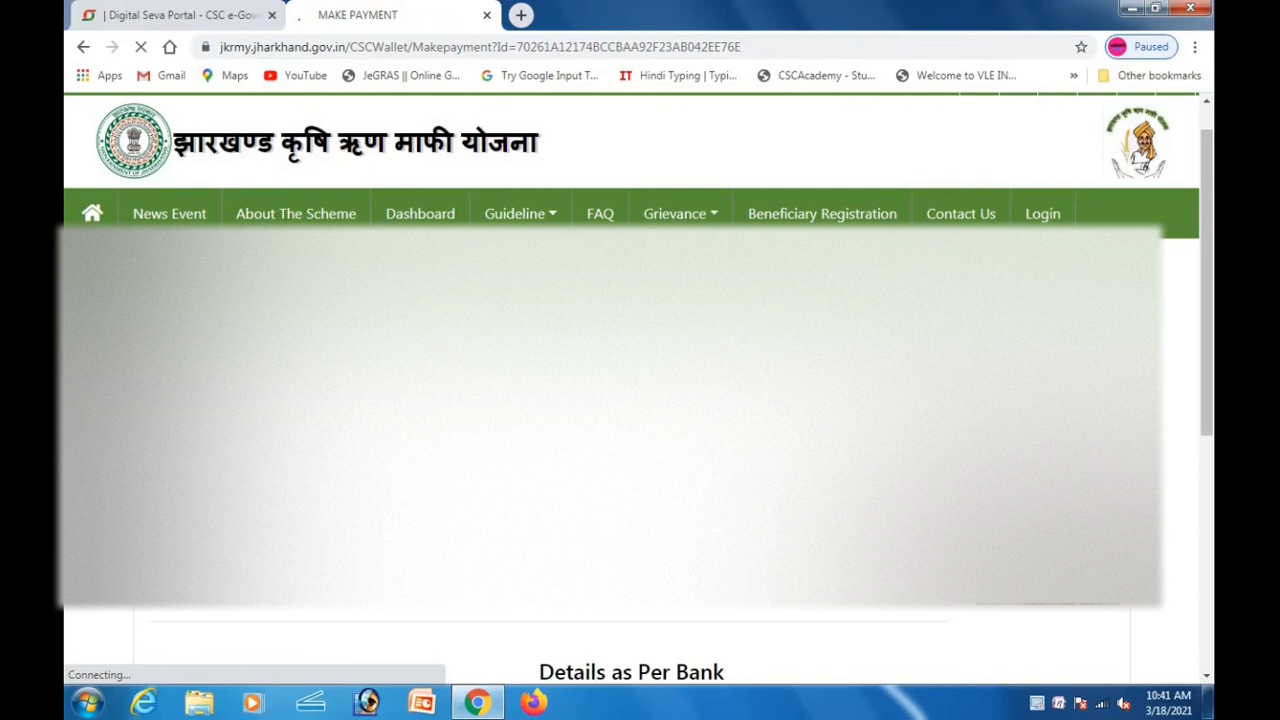 | Digital Seva Portal - CSC e-Gov
MAKE PAYMENT
jkrmy.jharkhand.gov.in/CSCWallet/Makepayment?Id=70261A12174BCCBAA92F23AB042EE76E
Paused
Apps
Gmail
Maps
YouTube
JeGRAS || Online G...
Try Google Input T...
Hindi Typing | Typi...
CSCAcademy - Stu...
Welcome to VLE IN...
»
Other bookmarks
झारखण्ड कृषि ऋण माफी योजना
News Event
About The Scheme
Dashboard
Guideline
FAQ
Grievance
Beneficiary Registration
Contact Us
Login
Details as Per Bank
Connecting...
10:41 AM
3/18/2021